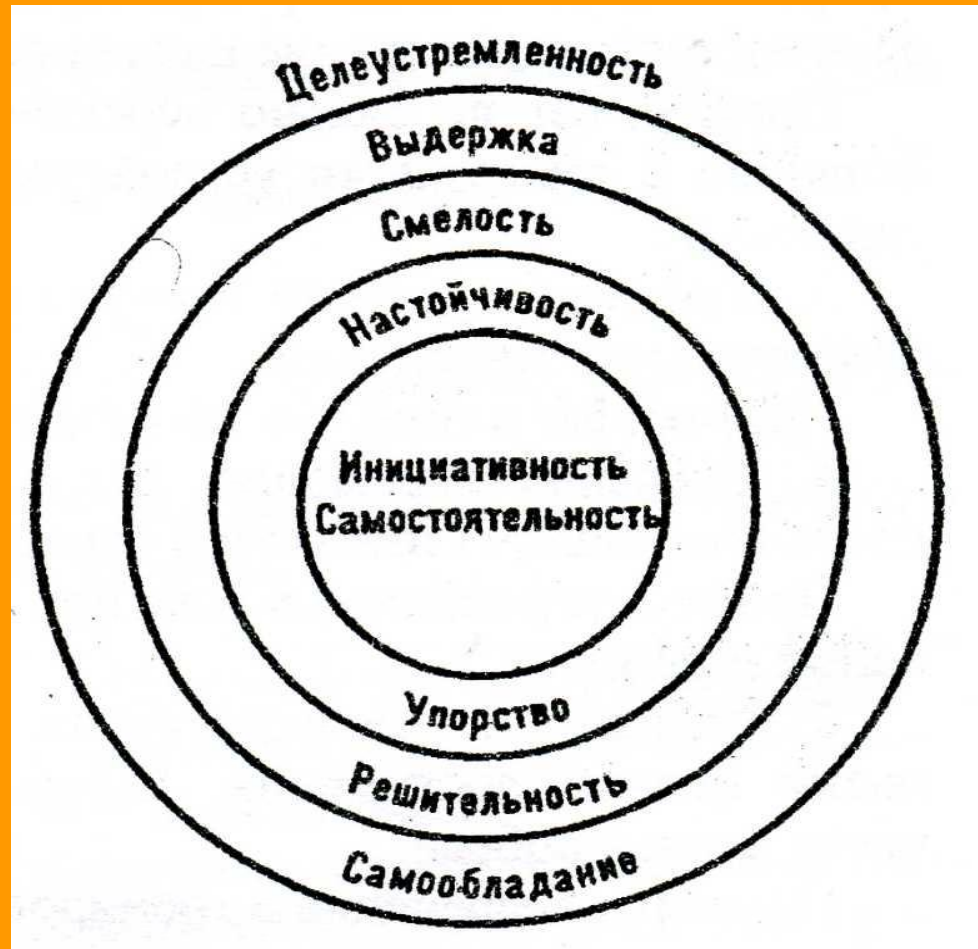 Целеустремленность
Выдержка
Смелость
Настойчивость
Инициативность
Самостоятельность
Упорство
Решительность
Самообладание